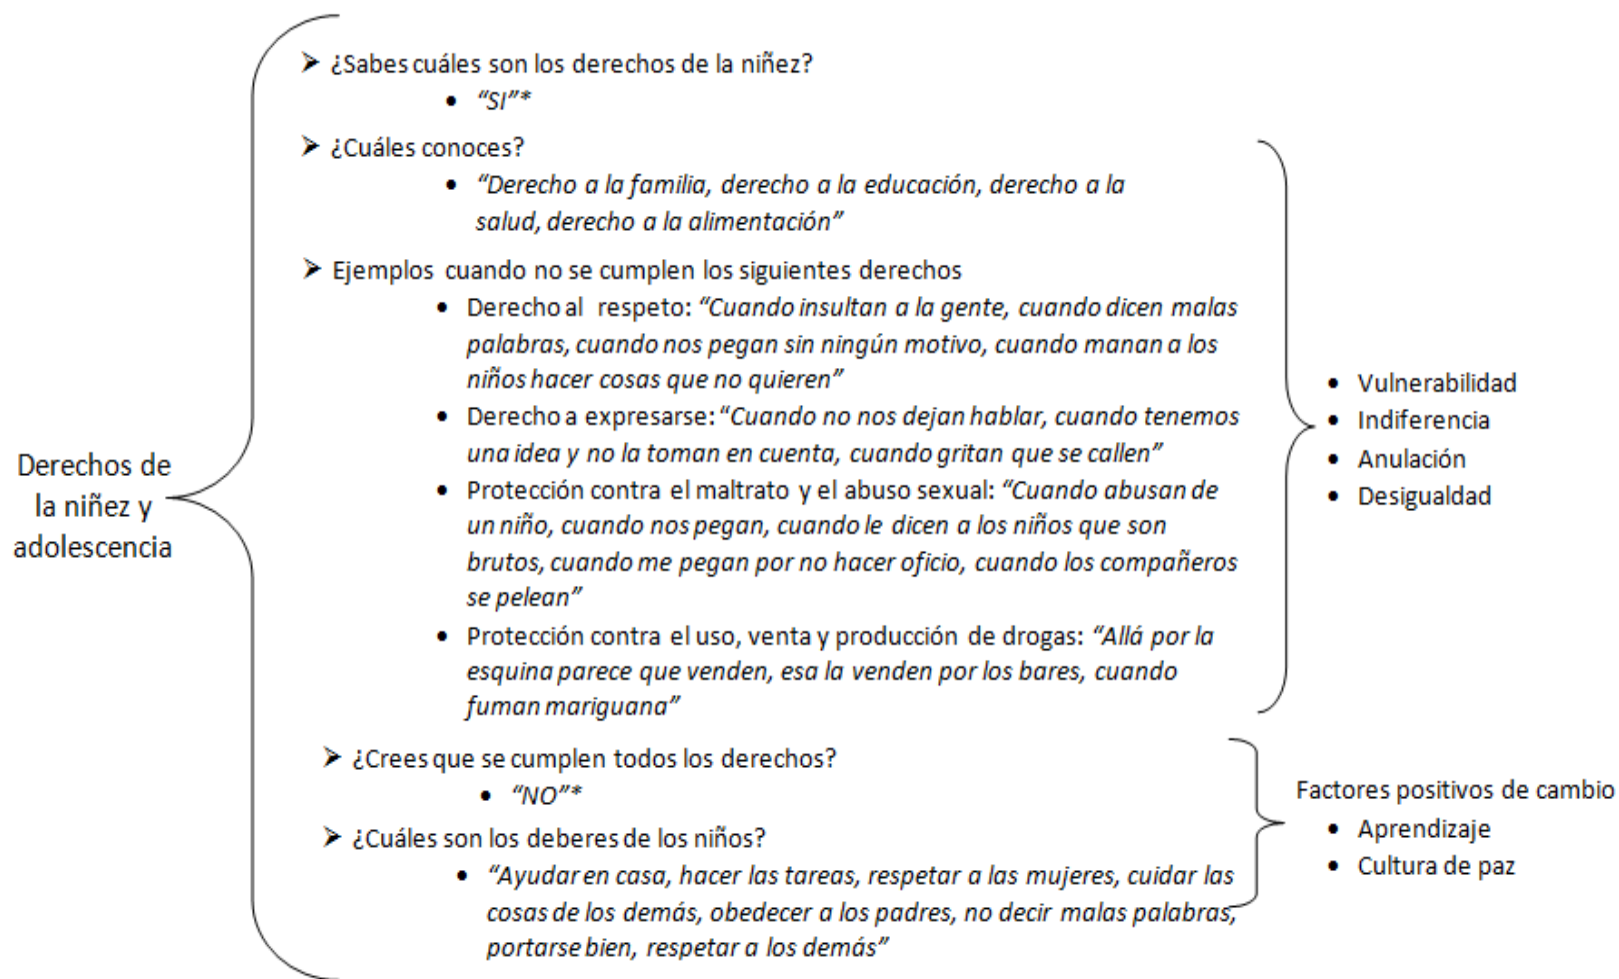 Derechos de
la niñez y
adolescencia
➤ ¿Sabes cuáles son los derechos de la niñez?
• “SI”*
➤ ¿Cuáles conoces?
• “Derecho a la familia, derecho a la educación, derecho a la
salud, derecho a la alimentación”
➤ Ejemplos cuando no se cumplen los siguientes derechos
• Derecho al respeto: “Cuando insultan a la gente, cuando dicen malas
palabras, cuando nos pegan sin ningún motivo, cuando manan a los
niños hacer cosas que no quieren”
• Derecho a expresarse: “Cuando no nos dejan hablar, cuando tenemos
una idea y no la toman en cuenta, cuando gritan que se callen”
• Protección contra el maltrato y el abuso sexual: “Cuando abusan de
un niño, cuando nos pegan, cuando le dicen a los niños que son
brutos, cuando me pegan por no hacer oficio, cuando los compañeros
se pelean”
• Protección contra el uso, venta y producción de drogas: “Allá por la
esquina parece que venden, esa la venden por los bares, cuando
fuman mariguana”
• Vulnerabilidad
• Indiferencia
• Anulación
• Desigualdad
➤ ¿Crees que se cumplen todos los derechos?
• “NO”*
➤ ¿Cuáles son los deberes de los niños?
• “Ayudar en casa, hacer las tareas, respetar a las mujeres, cuidar las
cosas de los demás, obedecer a los padres, no decir malas palabras,
portarse bien, respetar a los demás”
Factores positivos de cambio
• Aprendizaje
• Cultura de paz